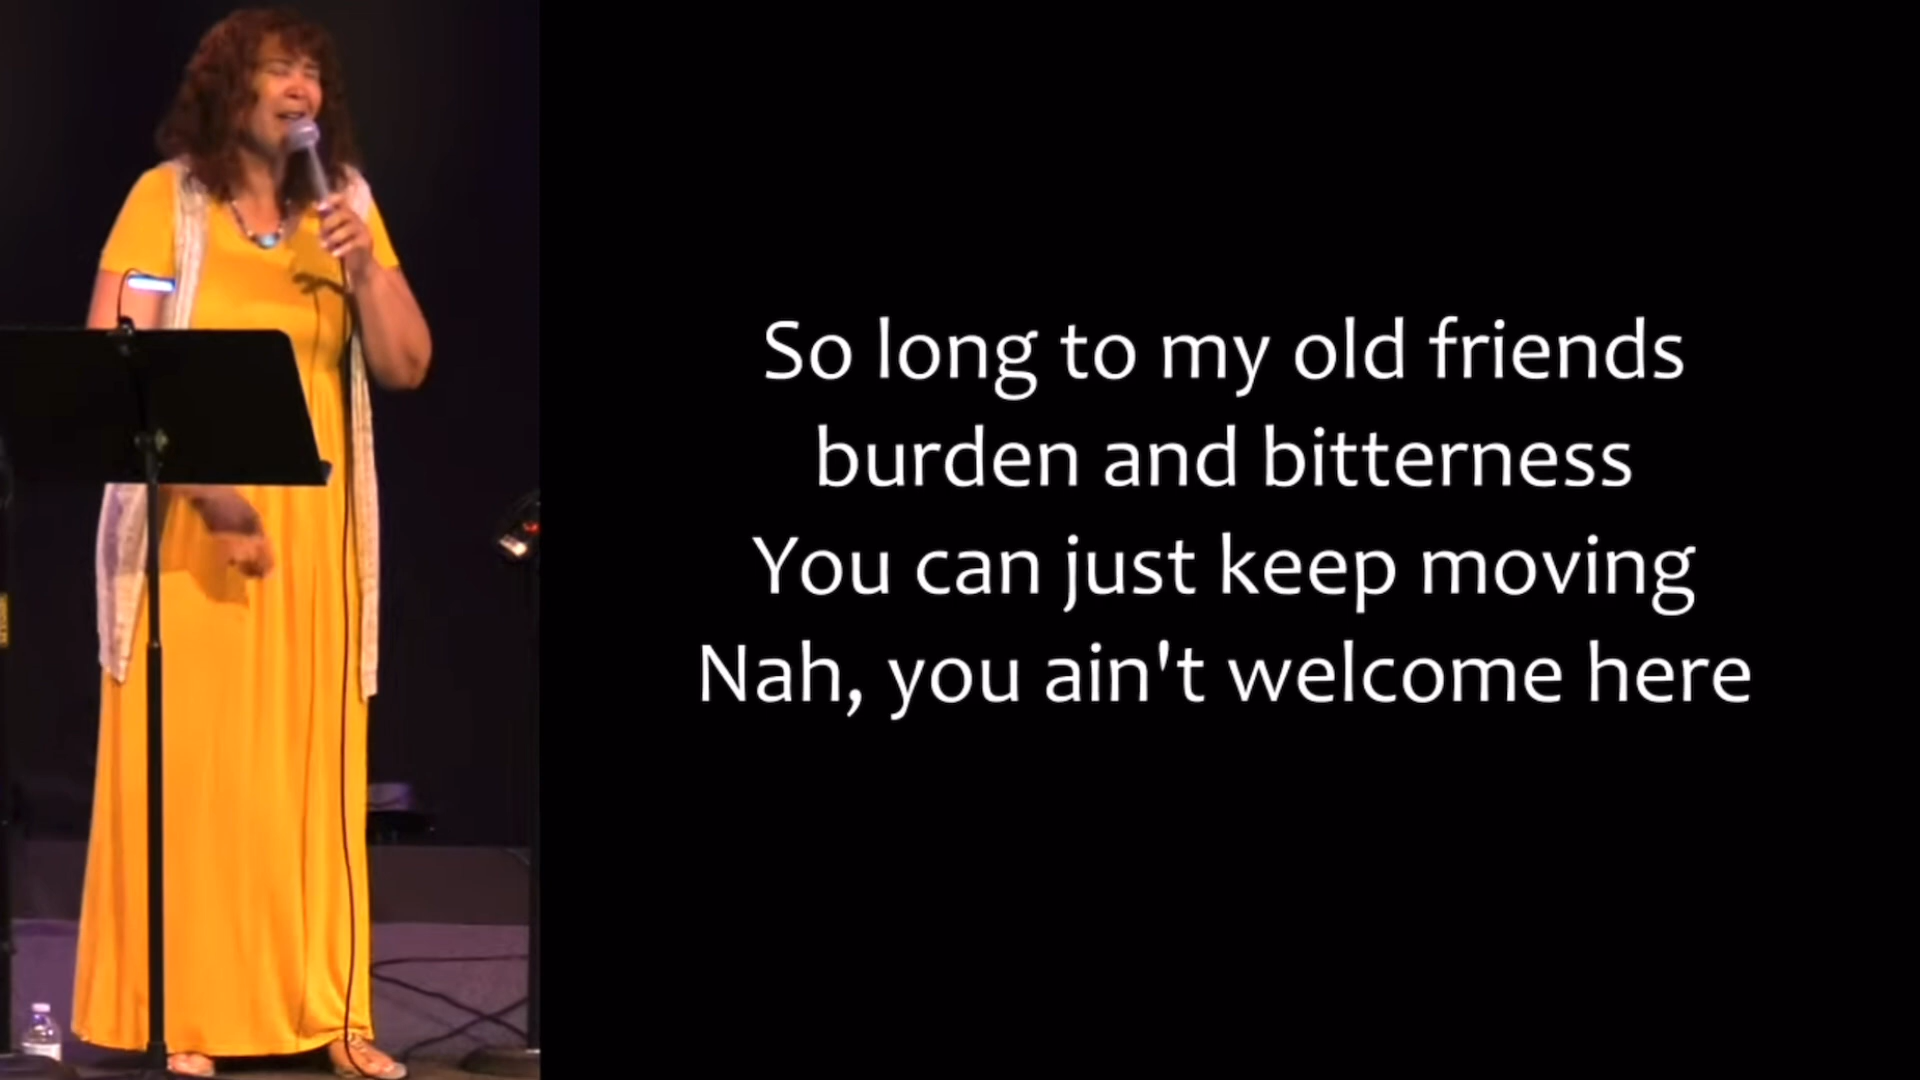 So long to my old friends
burden and bitterness
You can just keep moving
Nah, you ain't welcome here